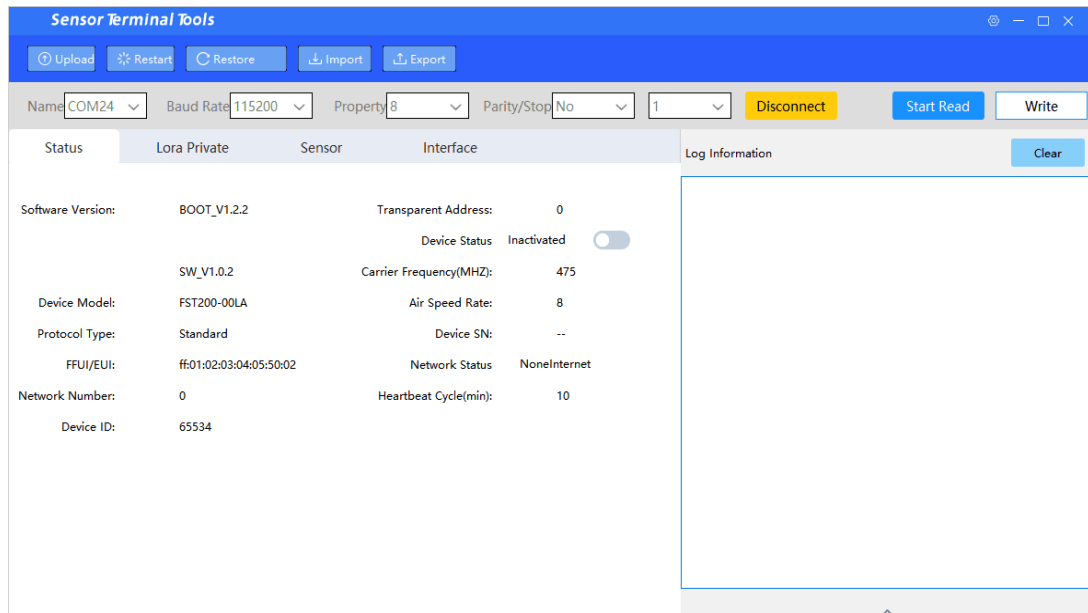 Sensor Terminal Tools
Upload Restart Restore Import Export
Name COM24 Baud Rate 115200 Property 8 Parity/Stop No 1 Disconnect Start Read Write
Status Lora Private Sensor Interface
Log Information Clear
Software Version: BOOT_V1.2.2 Transparent Address: 0
Device Status Inactivated
SW_V1.0.2 Carrier Frequency(MHZ): 475
Device Model: FST200-00LA Air Speed Rate: 8
Protocol Type: Standard Device SN: --
FFUI/EUI: ff:01:02:03:04:05:50:02 Network Status NoneInternet
Network Number: 0 Heartbeat Cycle(min): 10
Device ID: 65534